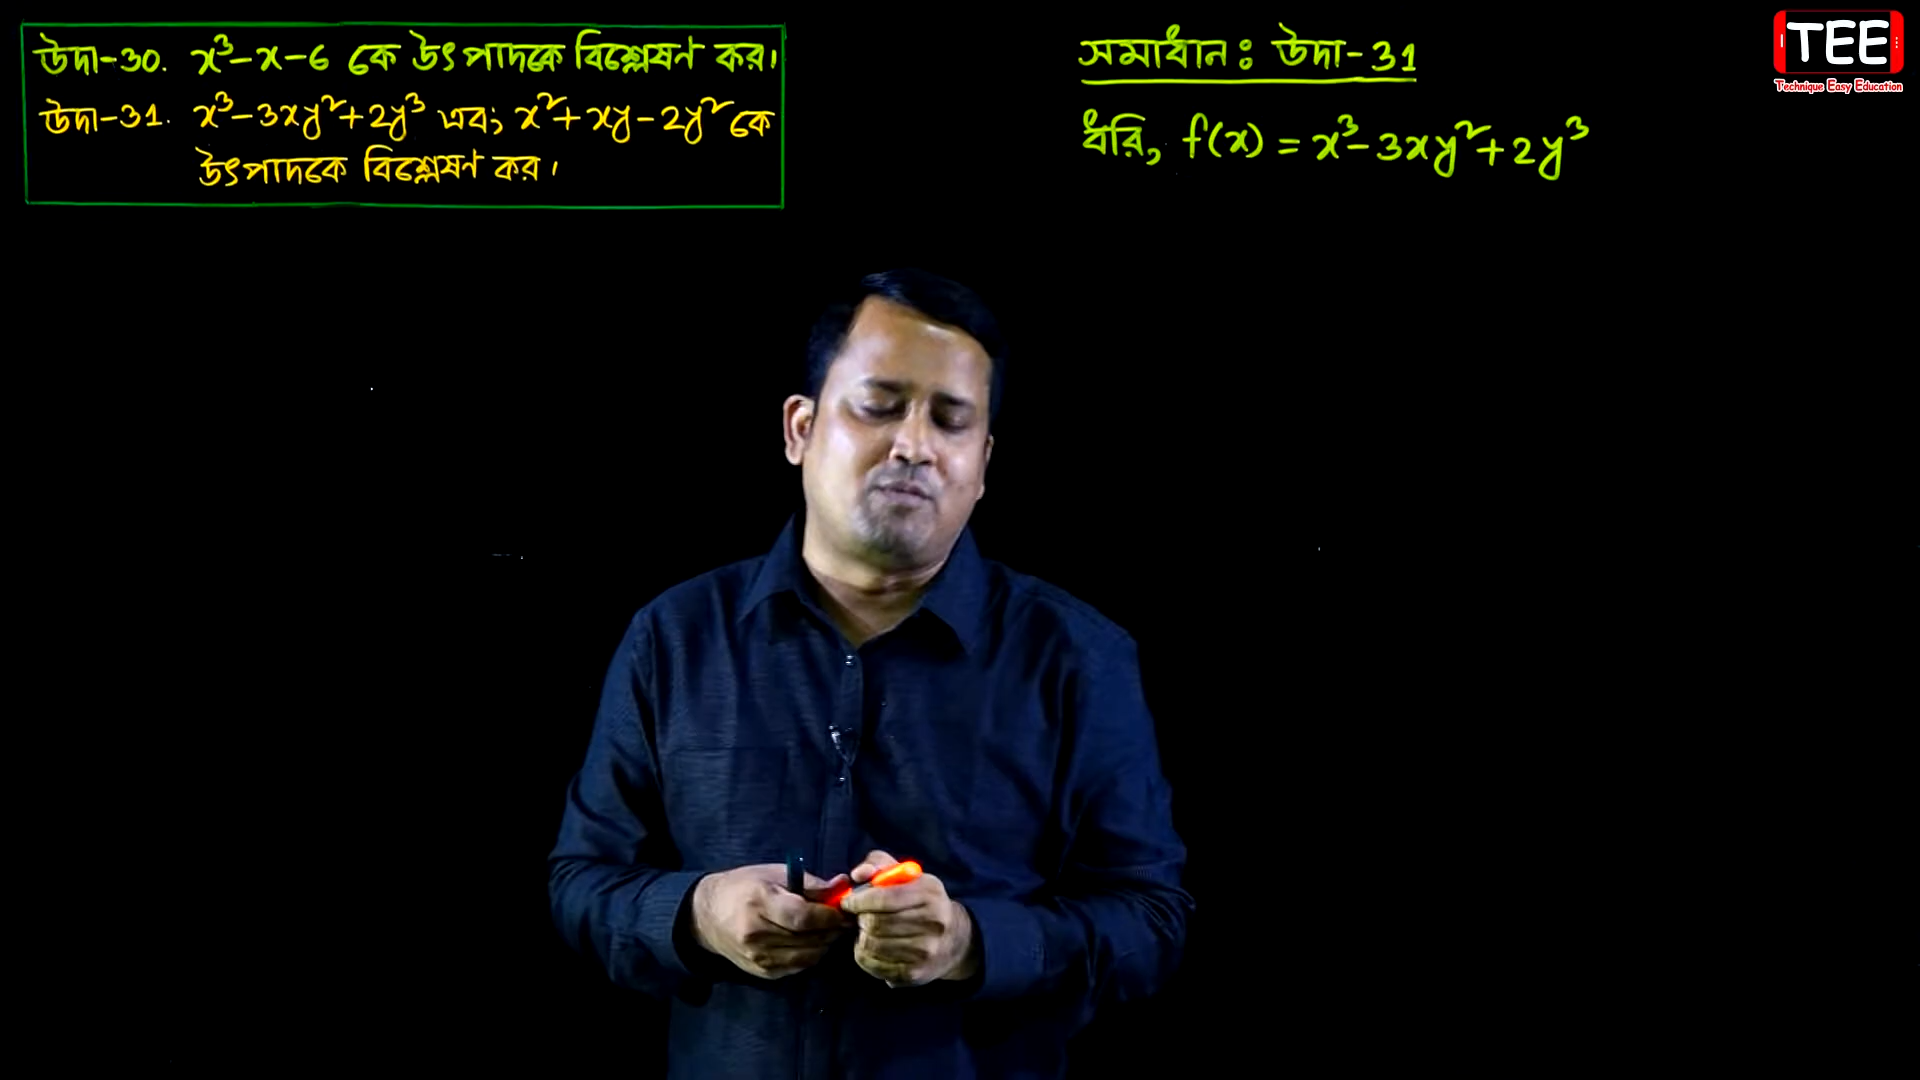 উদা-30. x³-x-6 কে উৎপাদকে বিশ্লেষণ কর।
উদা-31. x³-3xy²+2y³ এবং x²+xy-2y² কে
উৎপাদকে বিশ্লেষণ কর।
সমাধানঃ উদা-31
ধরি, f(x) = x³-3xy²+2y³
TEE
Technique Easy Education